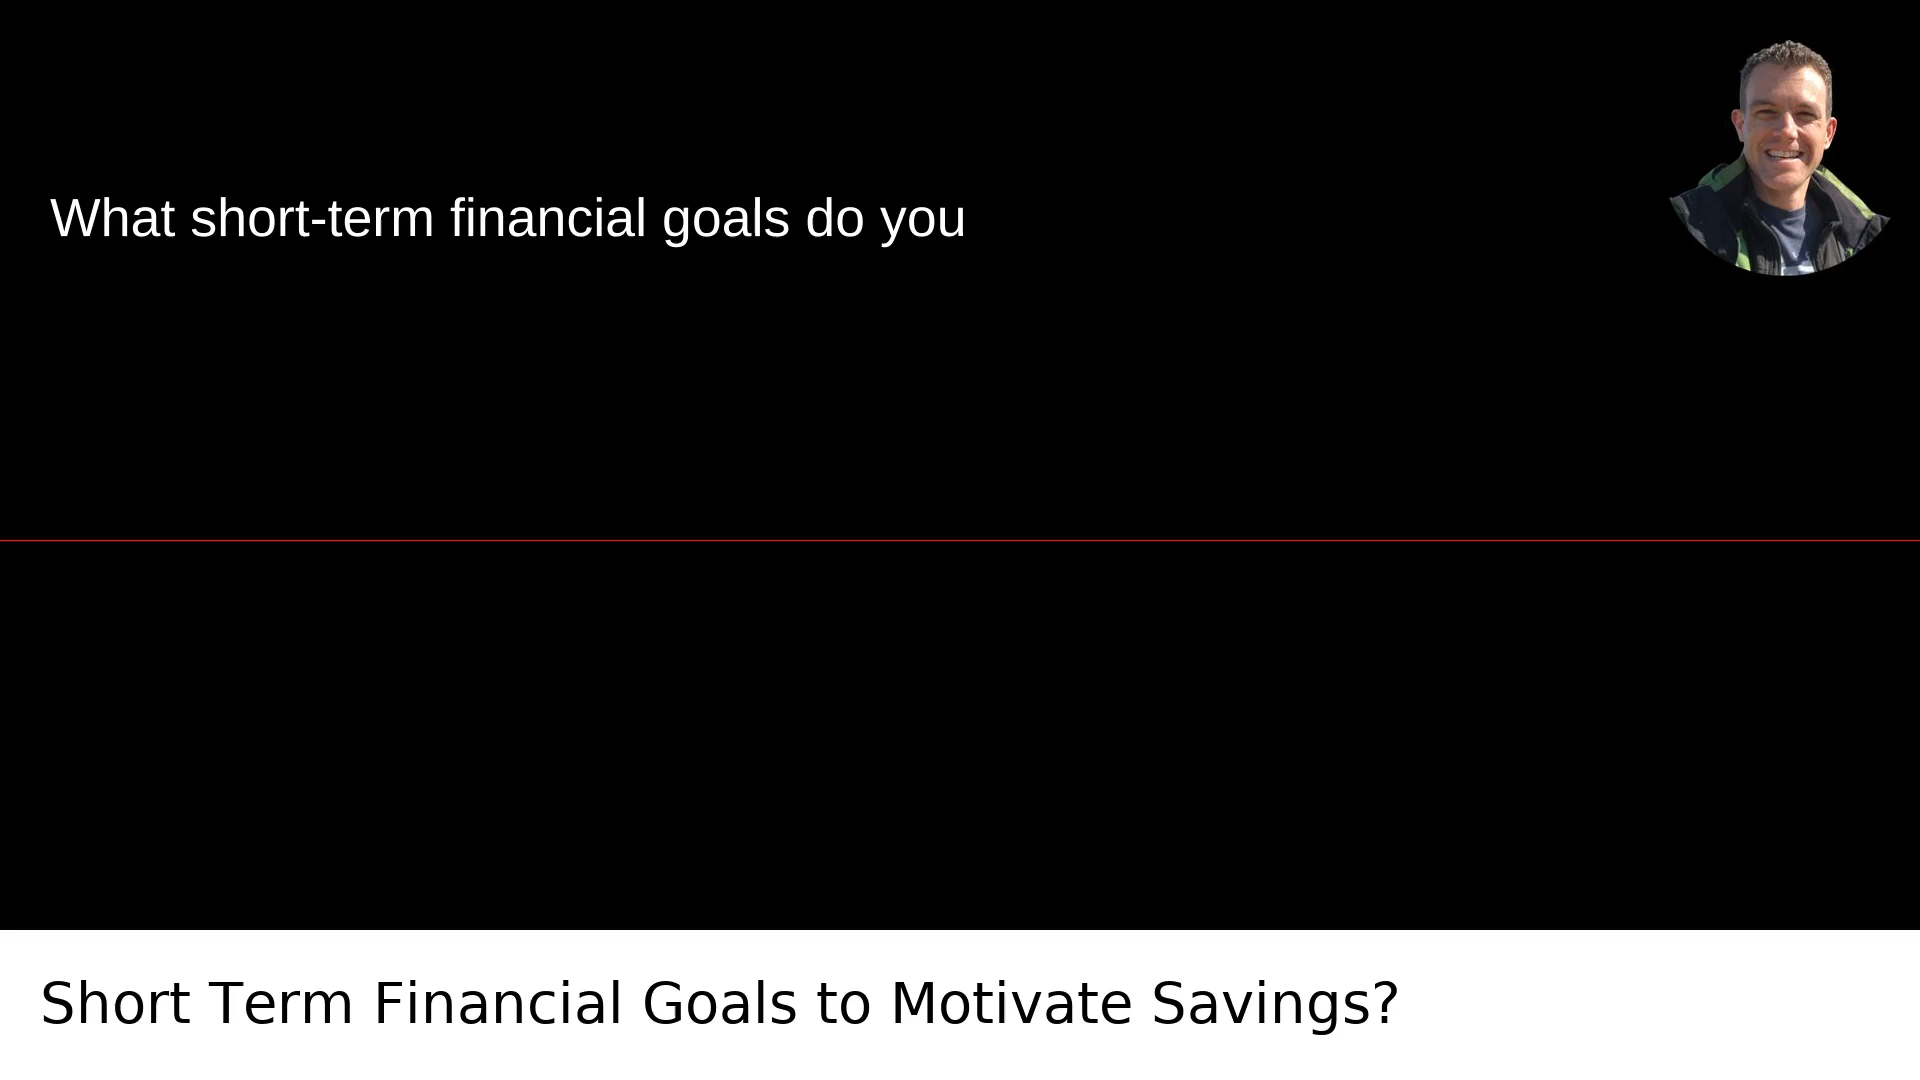 What short-term financial goals do you
Short Term Financial Goals to Motivate Savings?